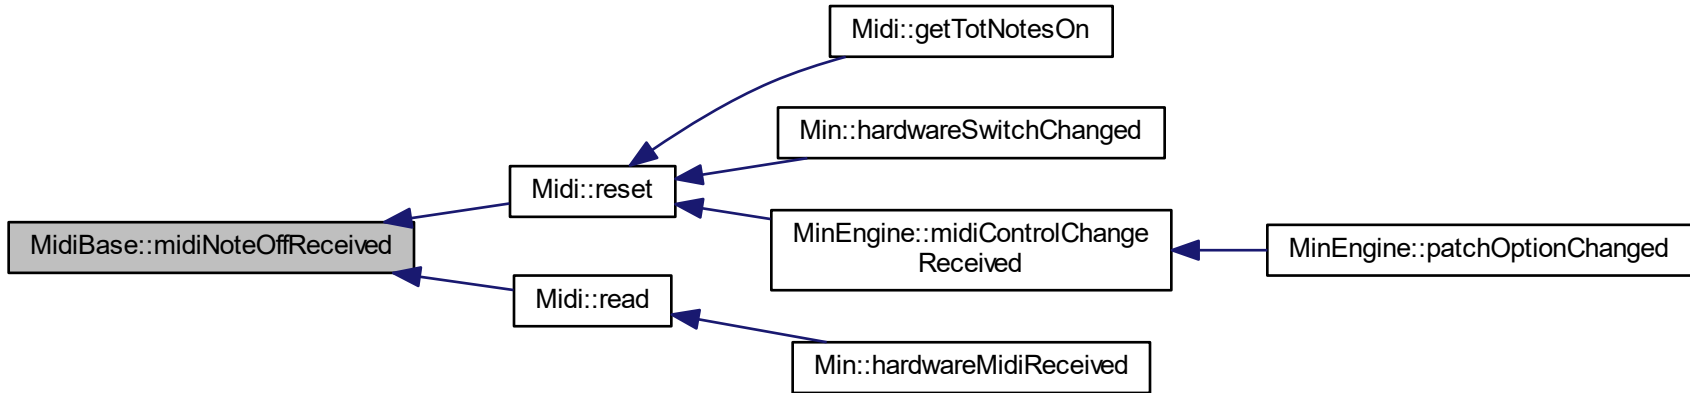 Midi::getTotNotesOn
Min::hardwareSwitchChanged
Midi::reset
MinEngine::midiControlChange
Received
MidiBase::midiNoteOffReceived
MinEngine::patchOptionChanged
Midi::read
Min::hardwareMidiReceived